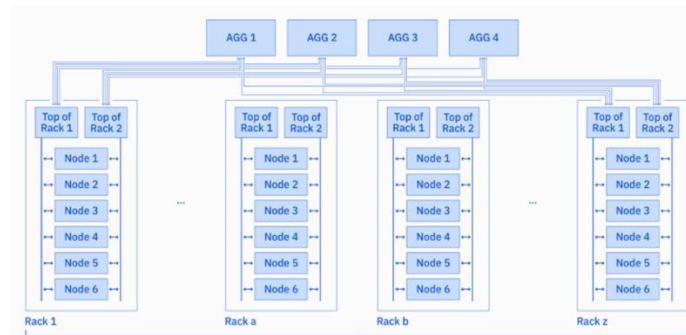 AGG 1 AGG 2 AGG 3 AGG 4
Top of Rack 1 Top of Rack 2 Top of Rack 1 Top of Rack 2 Top of Rack 1 Top of Rack 2 Top of Rack 1 Top of Rack 2
Node 1 Node 1 Node 1 Node 1
Node 2 Node 2 Node 2 Node 2
... ...
Node 3 Node 3 Node 3 Node 3
Node 4 Node 4 Node 4 Node 4
Node 5 Node 5 Node 5 Node 5
Node 6 Node 6 Node 6 Node 6
Rack 1 Rack a Rack b Rack z